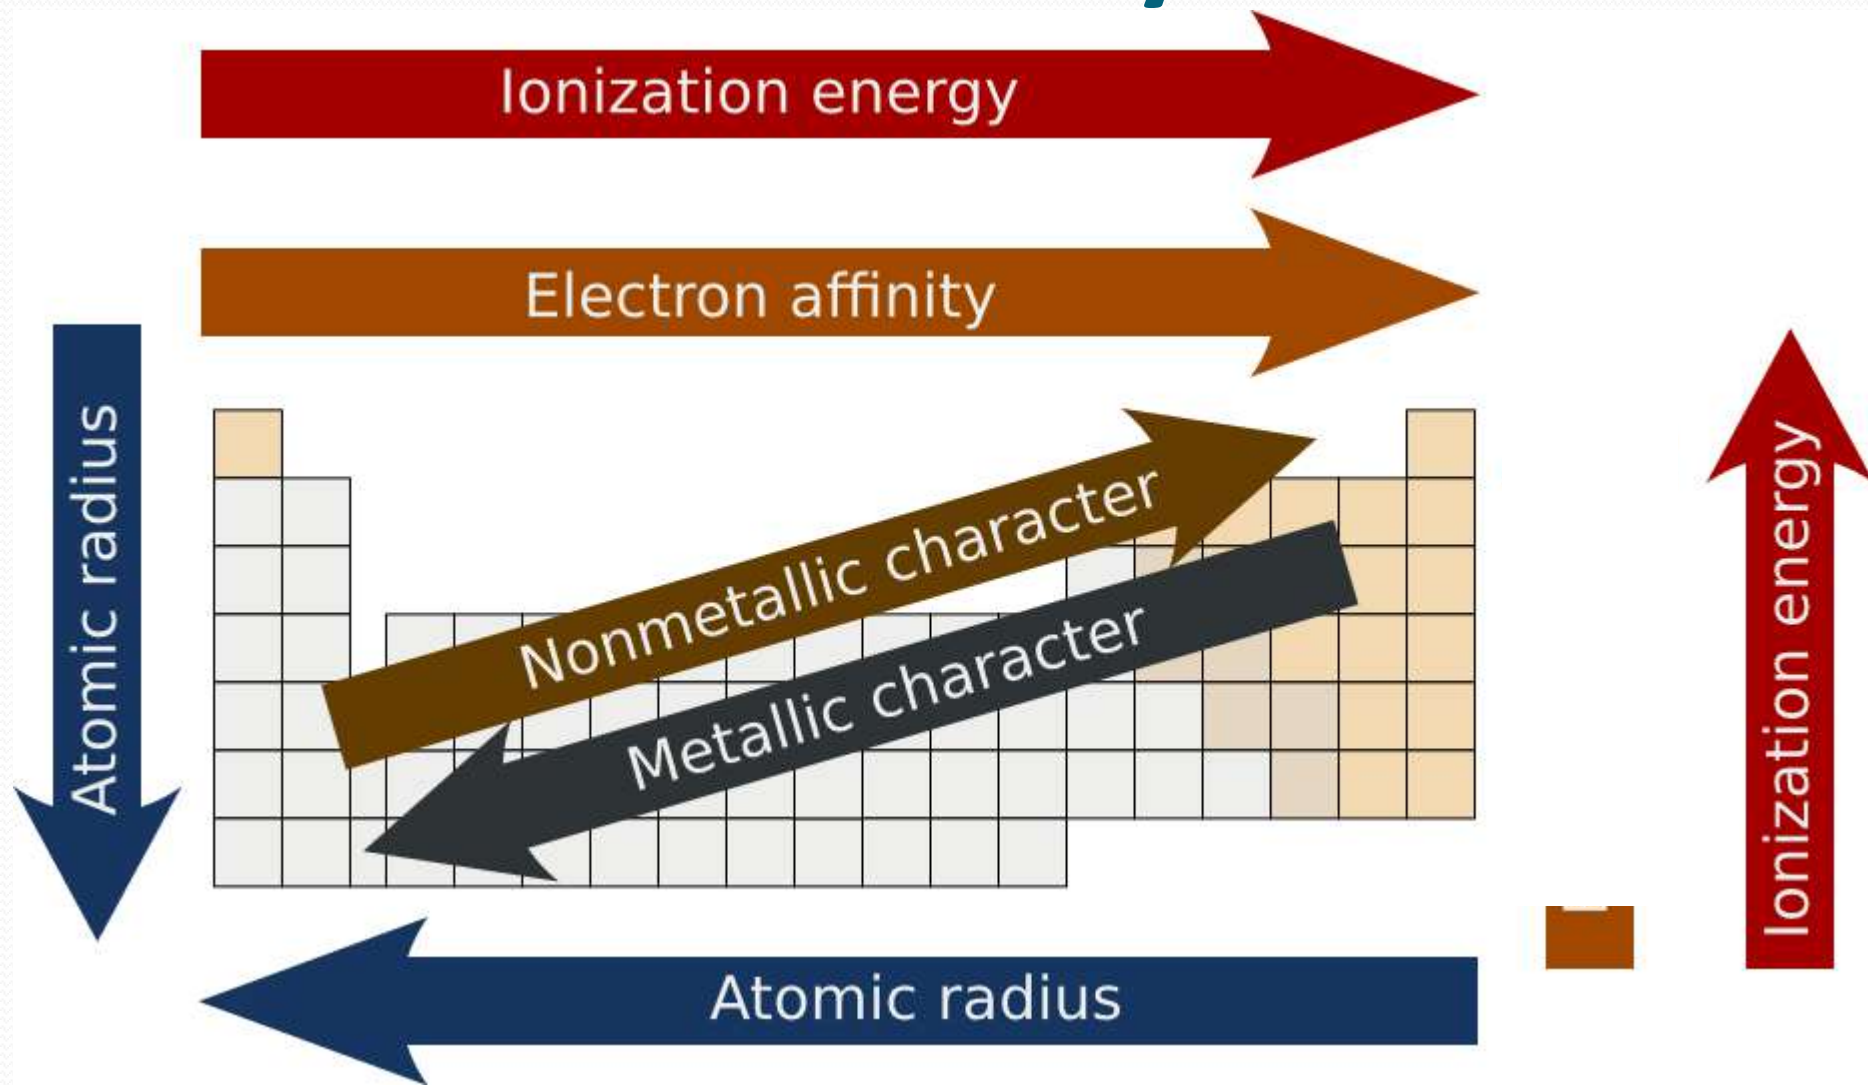 Ionization energy
Electron affinity
Atomic radius
Nonmetallic character
Metallic character
Ionization energy
Atomic radius